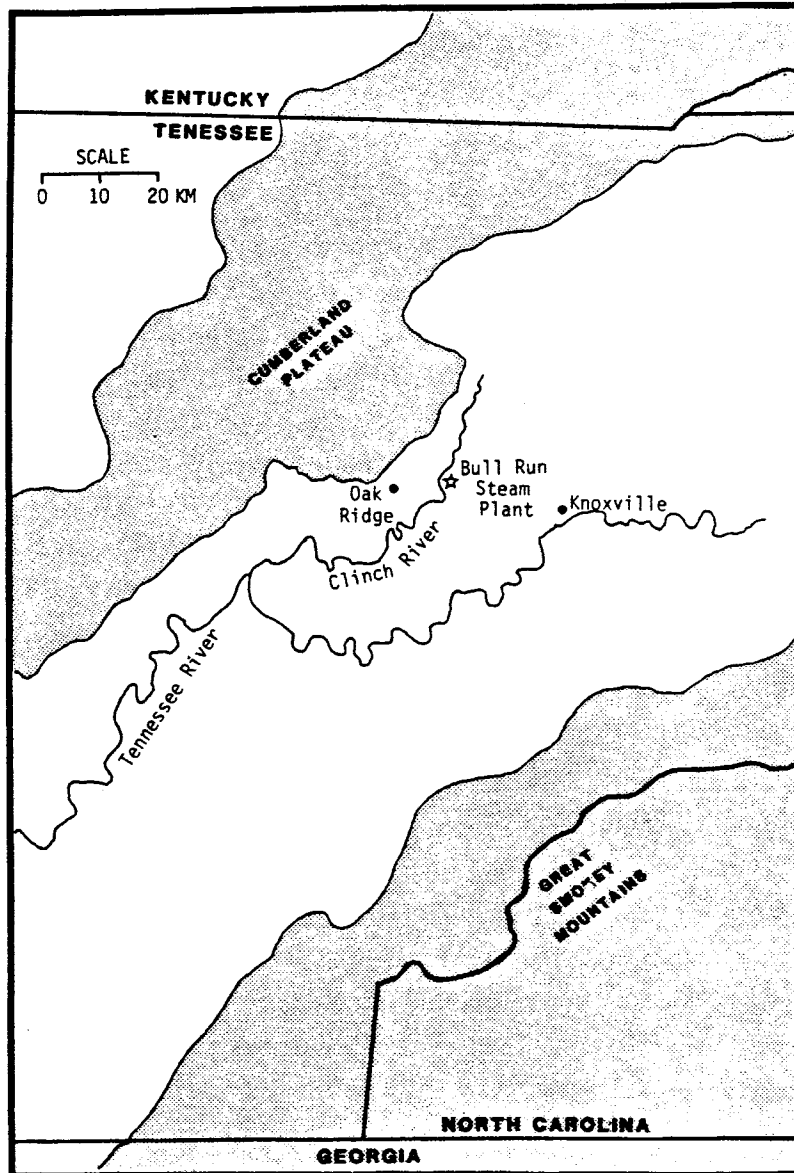 KENTUCKY
TENESSEE
SCALE
0 10 20 KM
CUMBERLAND
PLATEAU
Bull Run
Steam
Plant
Oak
Ridge
Knoxville
Clinch River
Tennessee River
GREAT
SMOKEY
MOUNTAINS
NORTH CAROLINA
GEORGIA